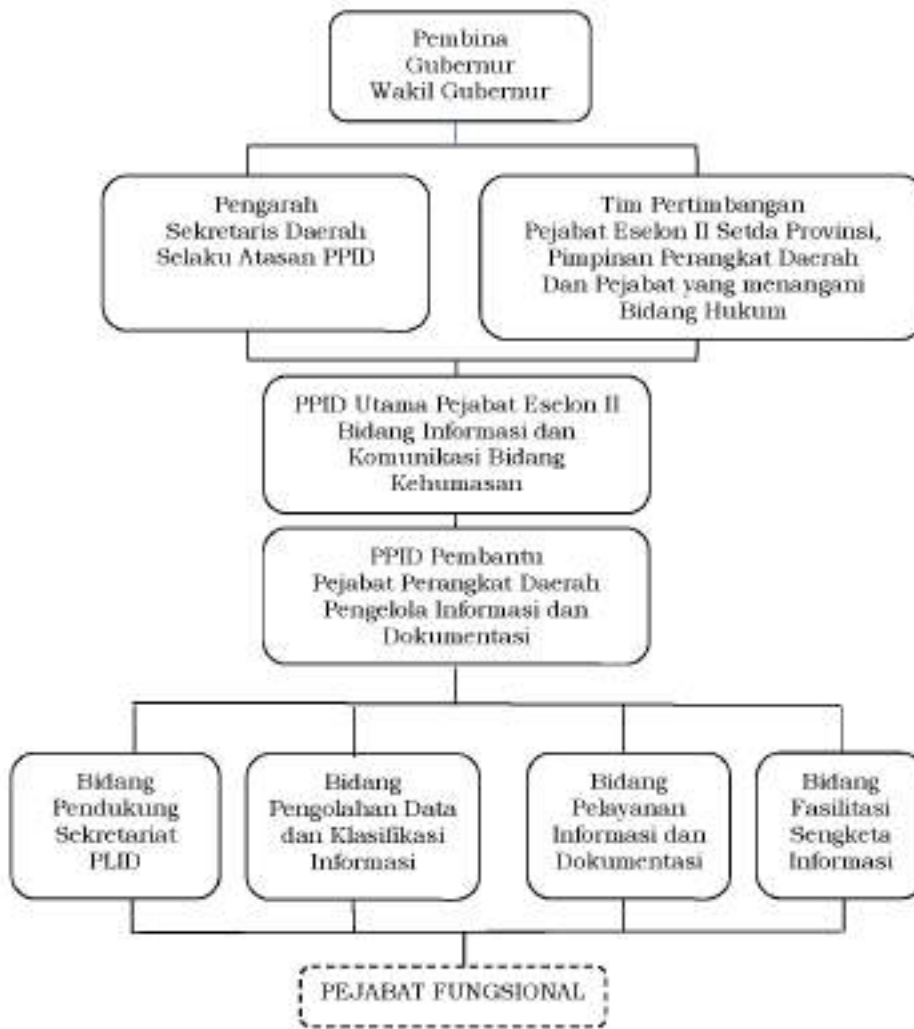 Pembina
Gubernur
Wakil Gubernur
Pengarah
Sekretaris Daerah
Selaku Atasan PPID
Tim Pertimbangan
Pejabat Eselon II Setda Provinsi,
Pimpinan Perangkat Daerah
Dan Pejabat yang menangani
Bidang Hukum
PPID Utama Pejabat Eselon II
Bidang Informasi dan
Komunikasi Bidang
Kehumasan
PPID Pembantu
Pejabat Perangkat Daerah
Pengelola Informasi dan
Dokumentasi
Bidang
Pendukung
Sekretariat
PLID
Bidang
Pengolahan Data
dan Klasifikasi
Informasi
Bidang
Pelayanan
Informasi dan
Dokumentasi
Bidang
Fasilitasi
Sengketa
Informasi
PEJABAT FUNGSIONAL